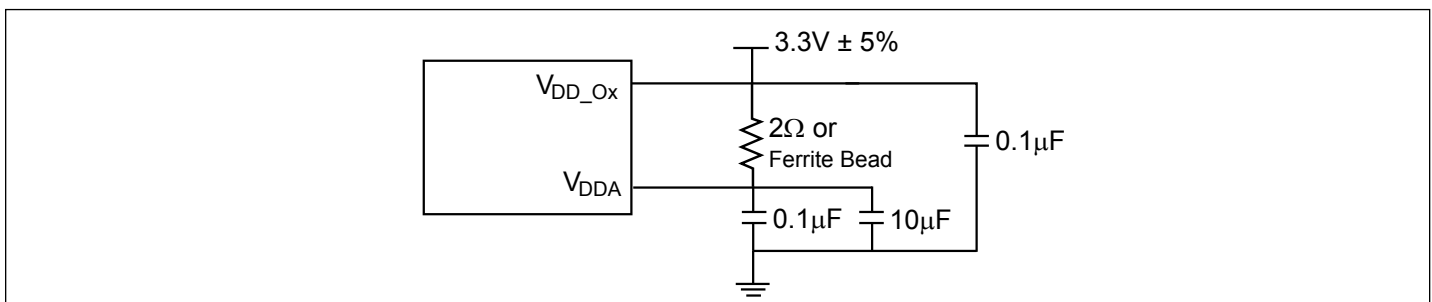 3.3V ± 5%
V_DD_Ox
2Ω or
Ferrite Bead
0.1μF
V_DDA
0.1μF
10μF